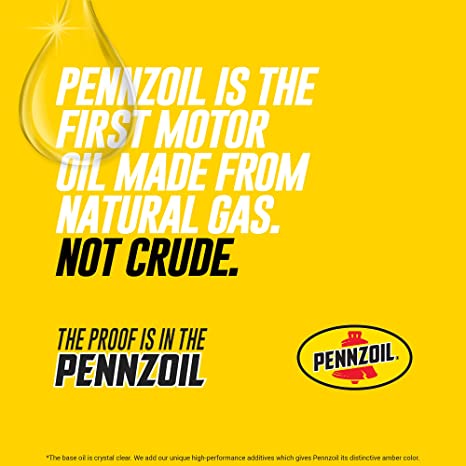 PENNZOIL IS THE
FIRST MOTOR
OIL MADE FROM
NATURAL GAS.
NOT CRUDE.
THE PROOF IS IN THE
PENNZOIL
PENNZOIL®
*The base oil is crystal clear. We add our unique high-performance additives which gives Pennzoil its distinctive amber color.